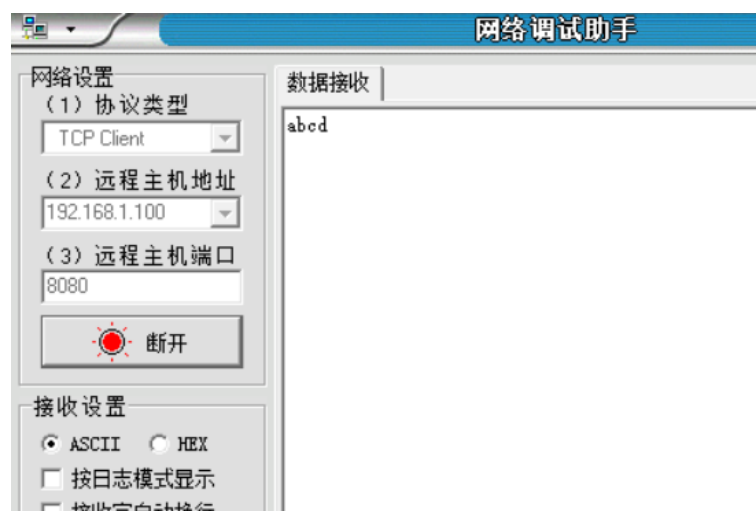 网络调试助手
网络设置
(1) 协议类型
TCP Client
(2) 远程主机地址
192.168.1.100
(3) 远程主机端口
8080
断开
接收设置
ASCII HEX
按日志模式显示
数据接收
abcd